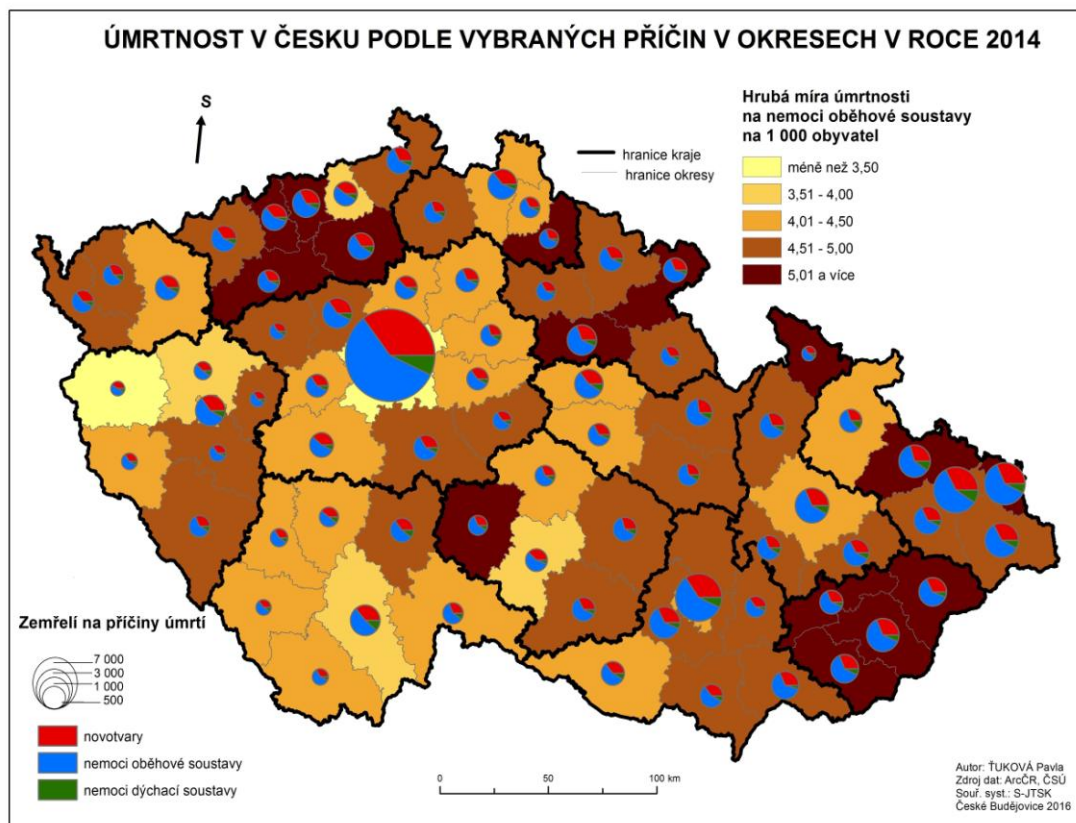 ÚMRTNOST V ČESKU PODLE VYBRANÝCH PŘÍČIN V OKRESECH V ROCE 2014
S
hranice kraje
hranice okresy
Hrubá míra úmrtnosti
na nemoci oběhové soustavy
na 1 000 obyvatel
méně než 3,50
3,51 - 4,00
4,01 - 4,50
4,51 - 5,00
5,01 a více
Zemřelí na příčiny úmrtí
7 000
3 000
1 000
500
novotvary
nemoci oběhové soustavy
nemoci dýchací soustavy
0 50 100 km
Autor: ŤUKOVÁ Pavla
Zdroj dat: ArcČR, ČSÚ
Souř. syst.: S-JTSK
České Budějovice 2016